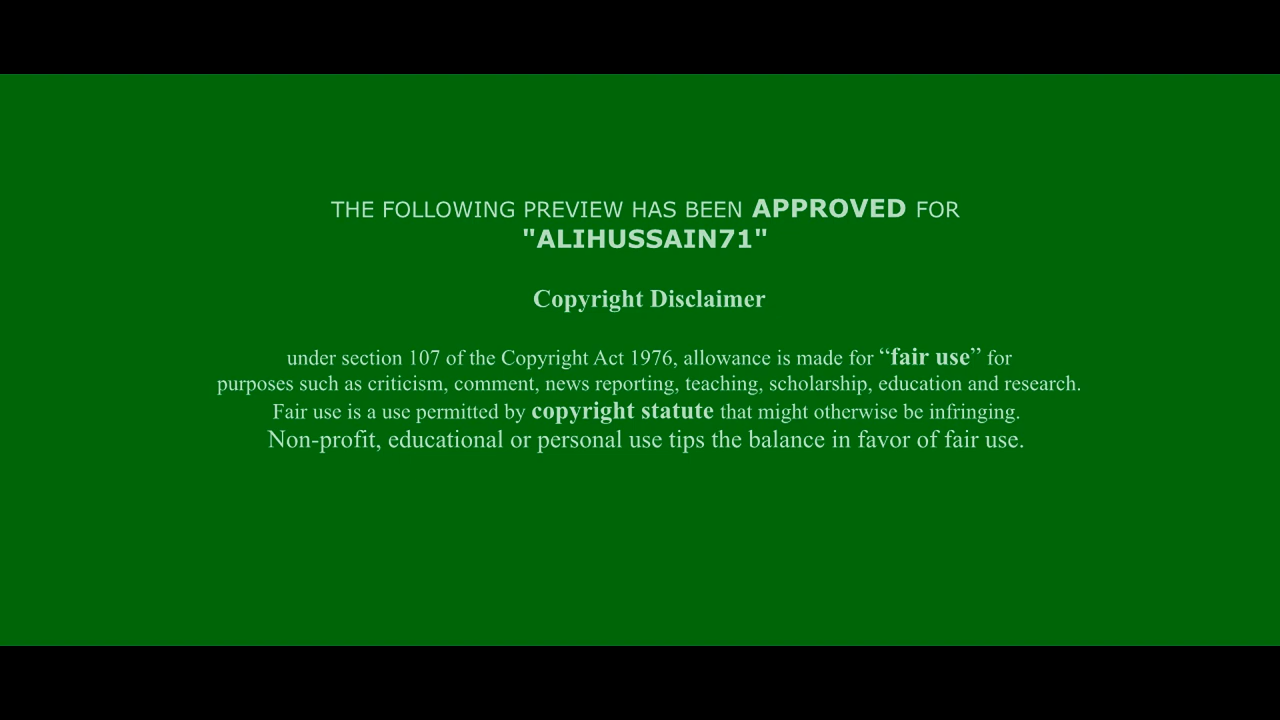 THE FOLLOWING PREVIEW HAS BEEN APPROVED FOR
"ALIHUSSAIN71"
Copyright Disclaimer
under section 107 of the Copyright Act 1976, allowance is made for “fair use” for
purposes such as criticism, comment, news reporting, teaching, scholarship, education and research.
Fair use is a use permitted by copyright statute that might otherwise be infringing.
Non-profit, educational or personal use tips the balance in favor of fair use.